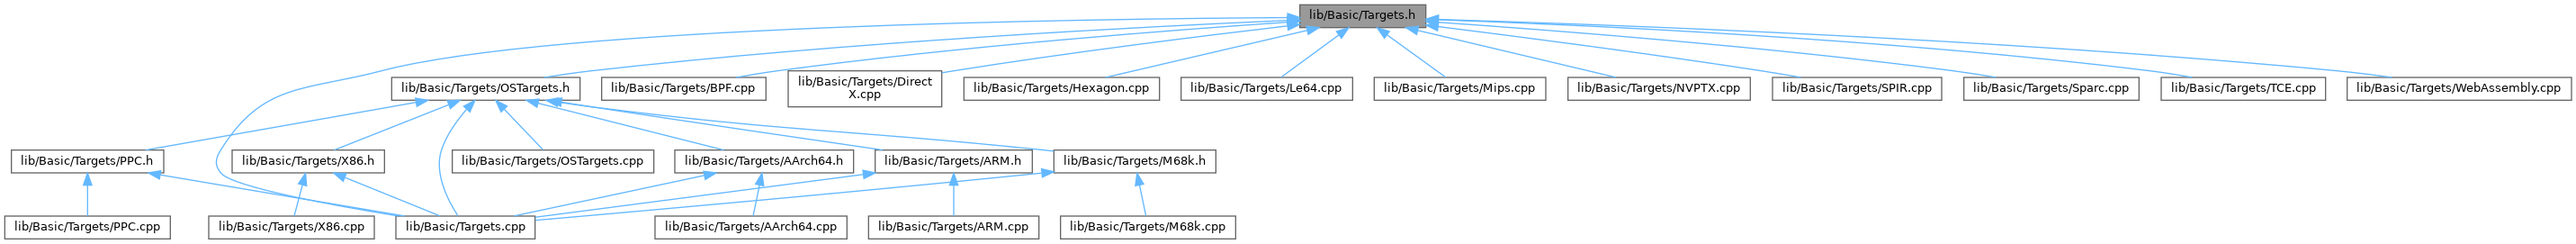 lib/Basic/Targets.h
lib/Basic/Targets/OSTargets.h
lib/Basic/Targets/BPF.cpp
lib/Basic/Targets/Direct
X.cpp
lib/Basic/Targets/Hexagon.cpp
lib/Basic/Targets/Le64.cpp
lib/Basic/Targets/Mips.cpp
lib/Basic/Targets/NVPTX.cpp
lib/Basic/Targets/SPIR.cpp
lib/Basic/Targets/Sparc.cpp
lib/Basic/Targets/TCE.cpp
lib/Basic/Targets/WebAssembly.cpp
lib/Basic/Targets/PPC.h
lib/Basic/Targets/X86.h
lib/Basic/Targets/OSTargets.cpp
lib/Basic/Targets/AArch64.h
lib/Basic/Targets/ARM.h
lib/Basic/Targets/M68k.h
lib/Basic/Targets/PPC.cpp
lib/Basic/Targets/X86.cpp
lib/Basic/Targets.cpp
lib/Basic/Targets/AArch64.cpp
lib/Basic/Targets/ARM.cpp
lib/Basic/Targets/M68k.cpp